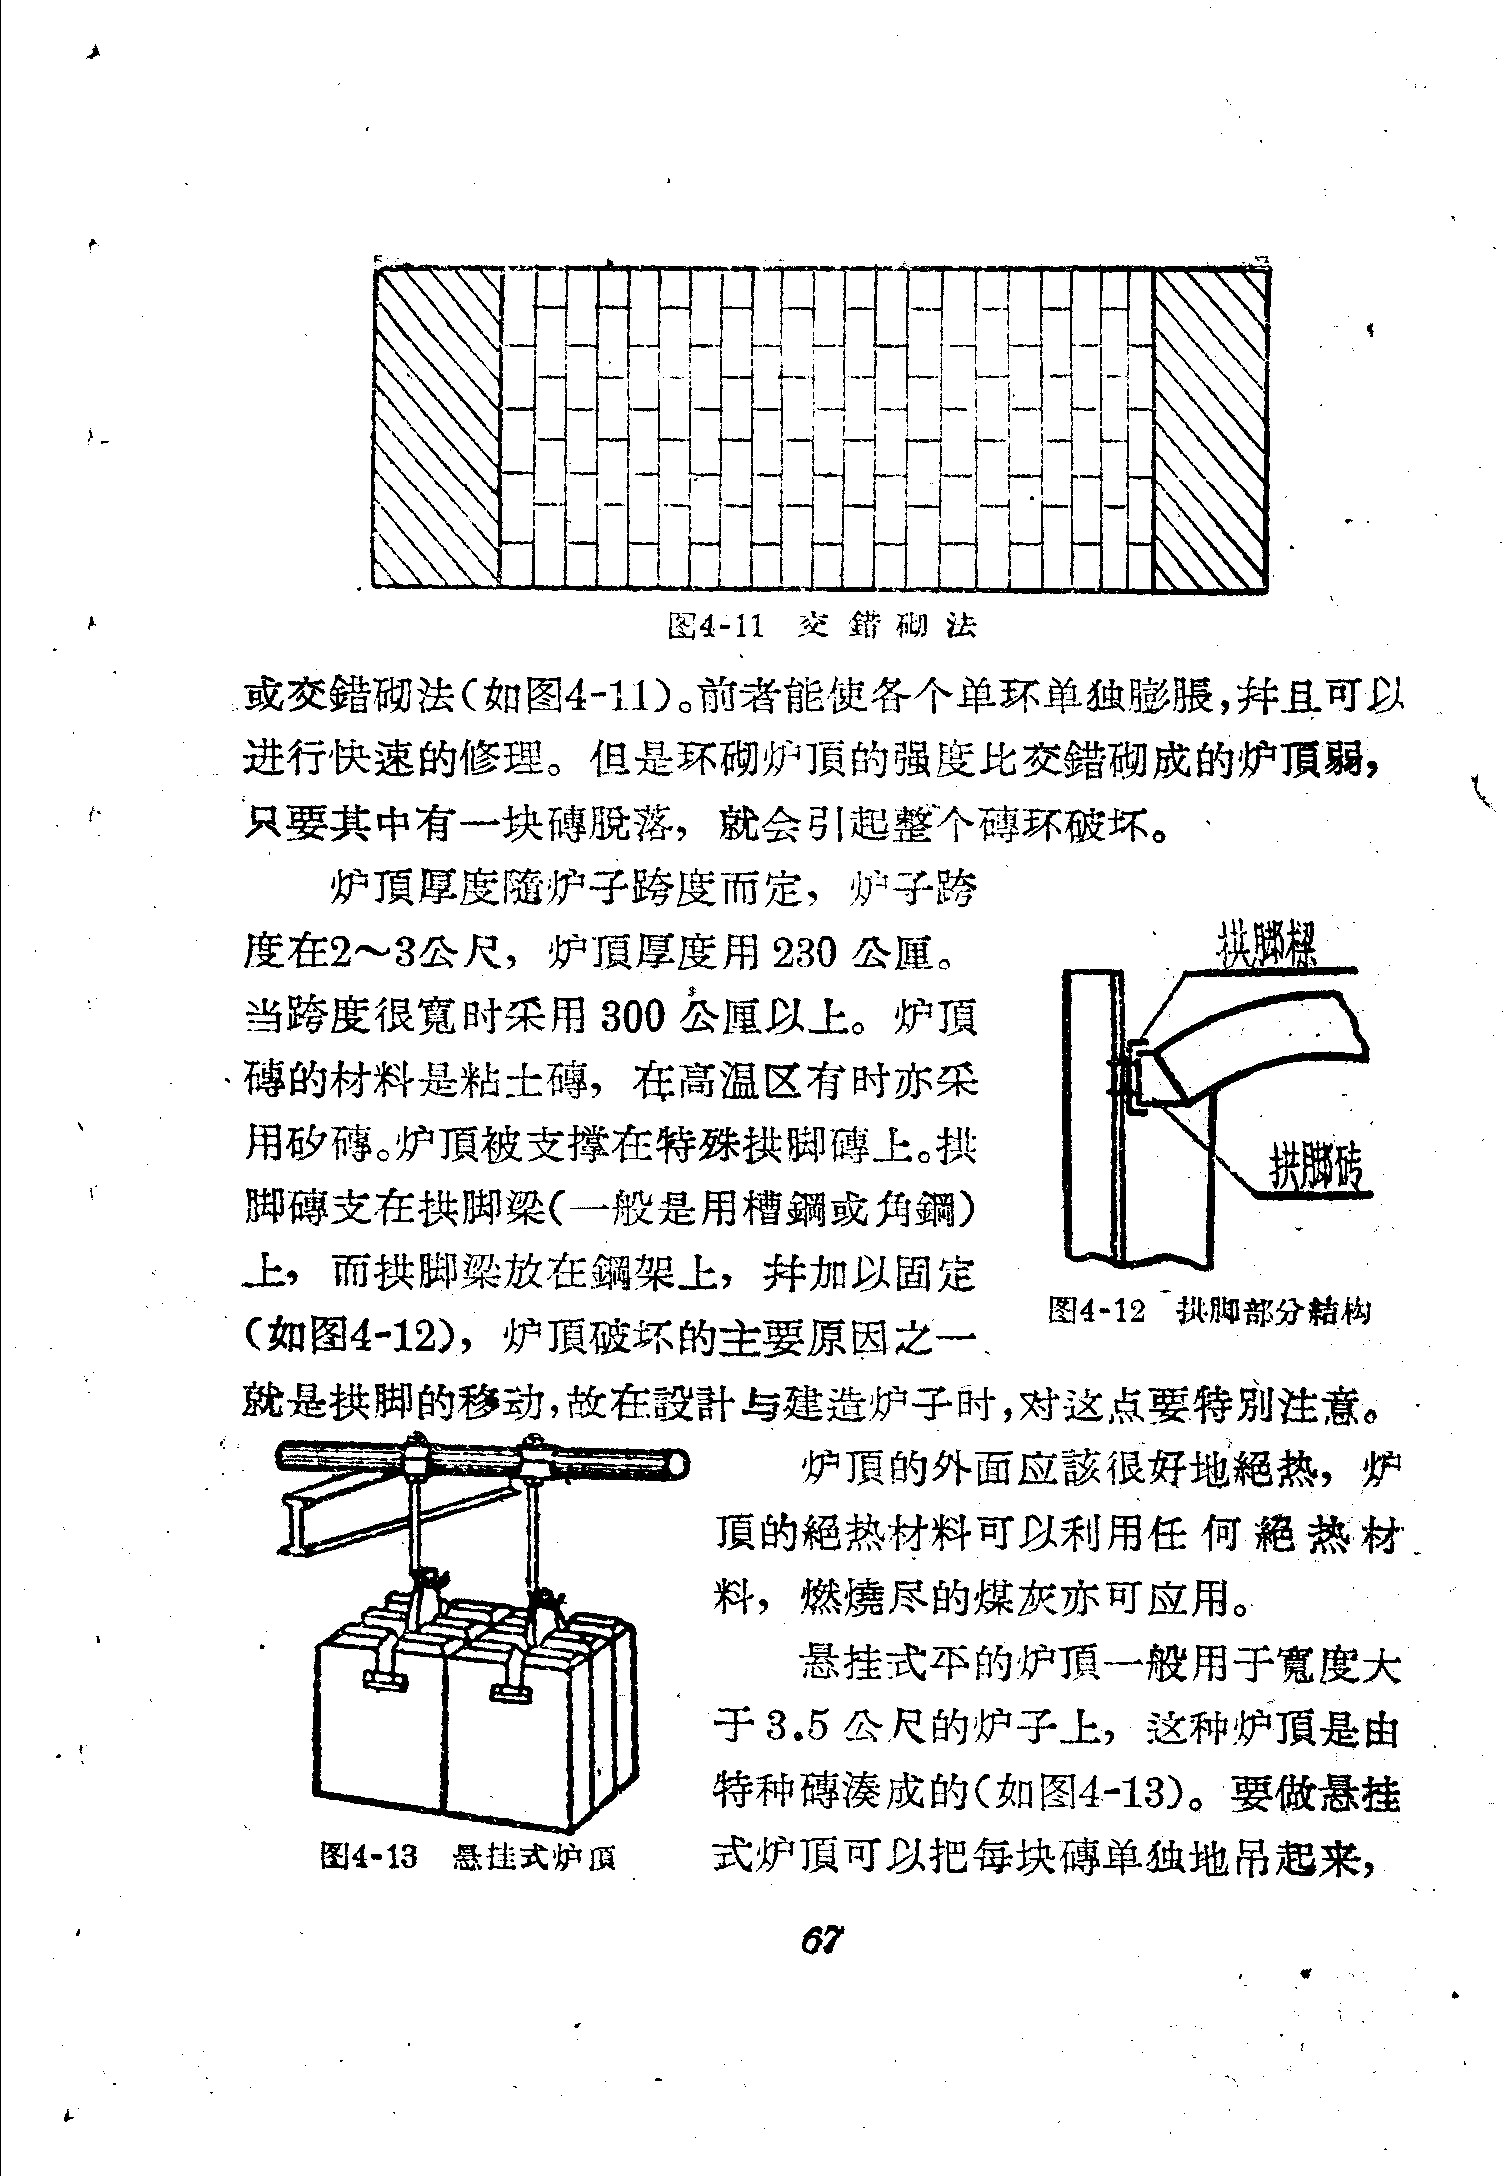 图4-11 交錯砌法
或交錯砌法(如图4-11)。前者能使各个单环单独膨脹,幷且可以
进行快速的修理。但是环砌炉頂的强度比交錯砌成的炉頂弱,
只要其中有一块磚脫落,就会引起整个磚环破坏。
炉頂厚度隨炉子跨度而定,炉子跨
度在2～3公尺,炉頂厚度用230公厘。
当跨度很寬时采用300公厘以上。炉頂
磚的材料是粘土磚,在高温区有时亦采
用矽磚。炉頂被支撑在特殊拱脚磚上。拱
脚磚支在拱脚梁(一般是用槽鋼或角鋼)
上,而拱脚梁放在鋼架上,幷加以固定
(如图4-12),炉頂破坏的主要原因之一
就是拱脚的移动,故在設計与建造炉子时,对这点要特別注意。
拱脚樑
拱脚砖
图4-12 拱脚部分結构
炉頂的外面应該很好地絕热,炉
頂的絕热材料可以利用任何絕热材
料,燃燒尽的煤灰亦可应用。
悬挂式平的炉頂一般用于寬度大
于3.5公尺的炉子上,这种炉頂是由
特种磚湊成的(如图4-13)。要做悬挂
式炉頂可以把每块磚单独地吊起来,
图4-13 悬挂式炉頂
67